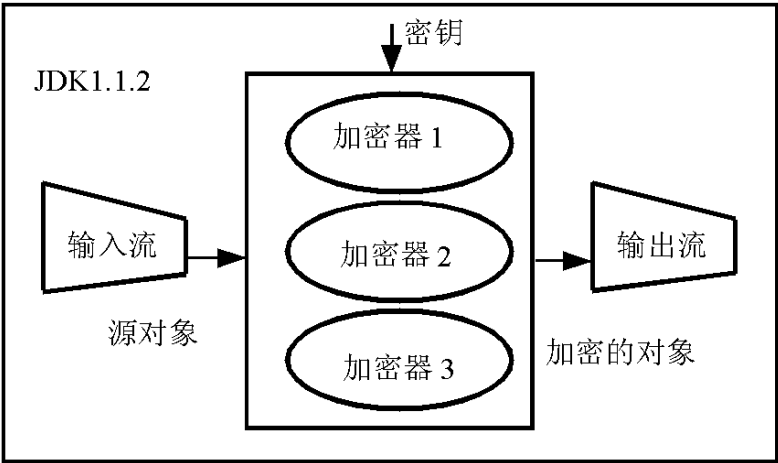 密钥
JDK1.1.2
加密器 1
输入流
加密器 2
输出流
源对象
加密器 3
加密的对象